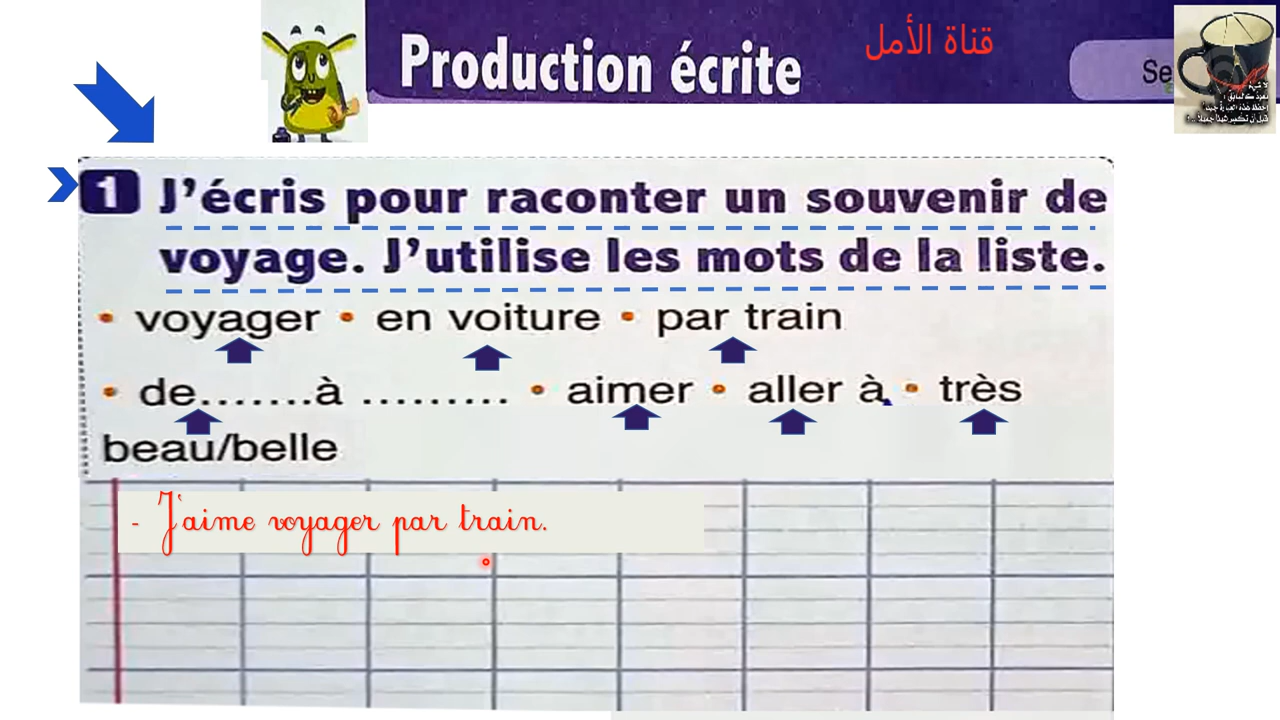 Production écrite
قناة الأمل
Se
1 J'écris pour raconter un souvenir de
voyage. J'utilise les mots de la liste.
• voyager • en voiture • par train
• de.......à ......... • aimer • aller à • très
beau/belle
- J'aime voyager par train.